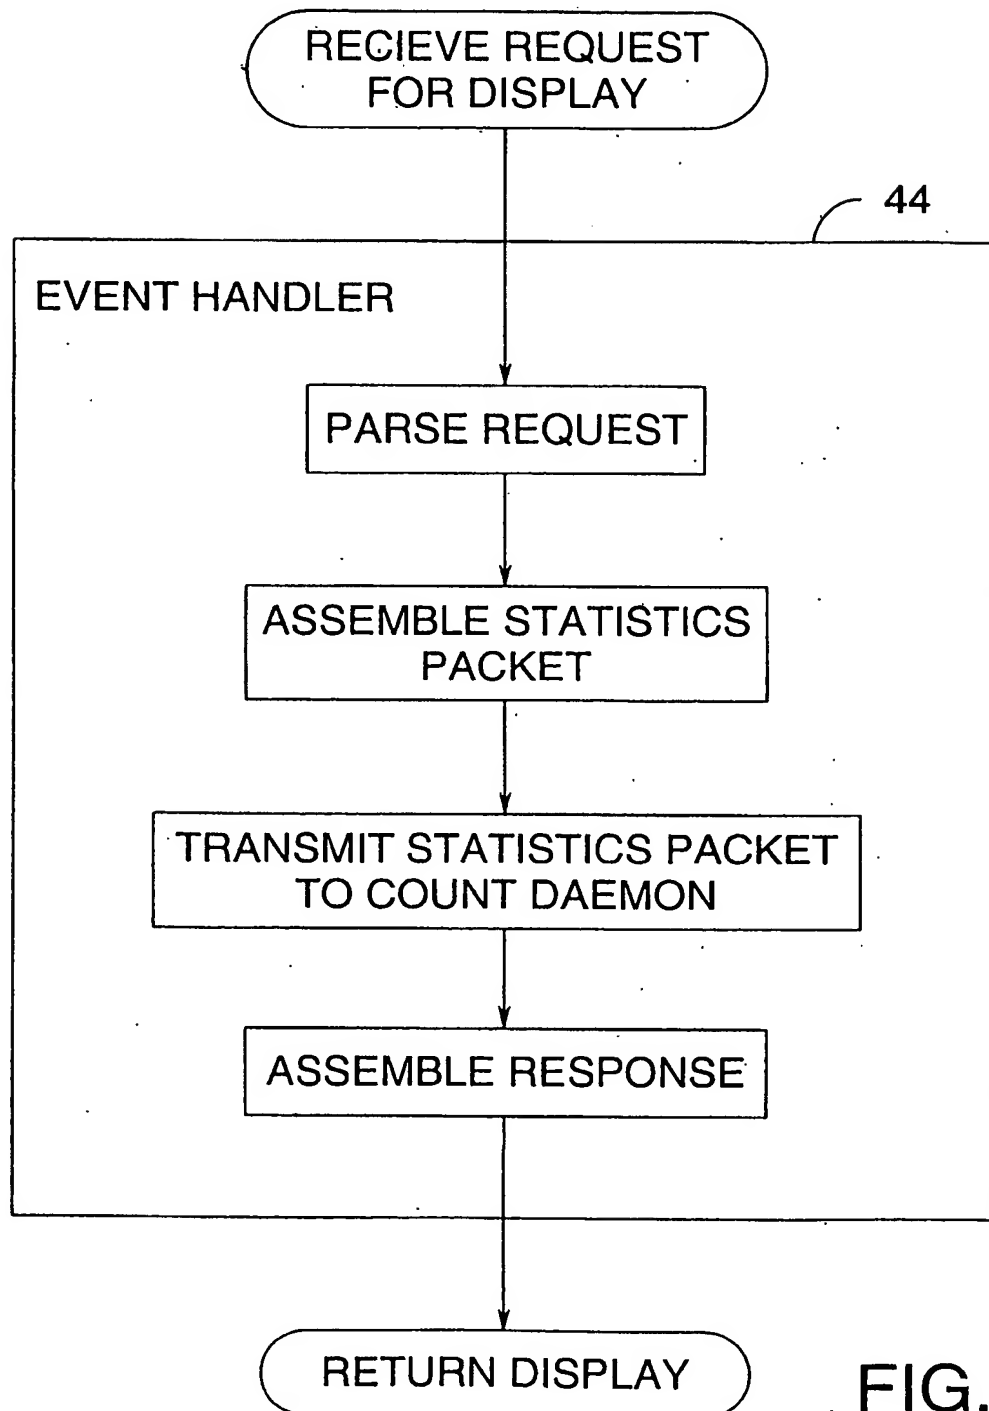 RECIEVE REQUEST
FOR DISPLAY
44
EVENT HANDLER
PARSE REQUEST
ASSEMBLE STATISTICS
PACKET
TRANSMIT STATISTICS PACKET
TO COUNT DAEMON
ASSEMBLE RESPONSE
RETURN DISPLAY
FIG.